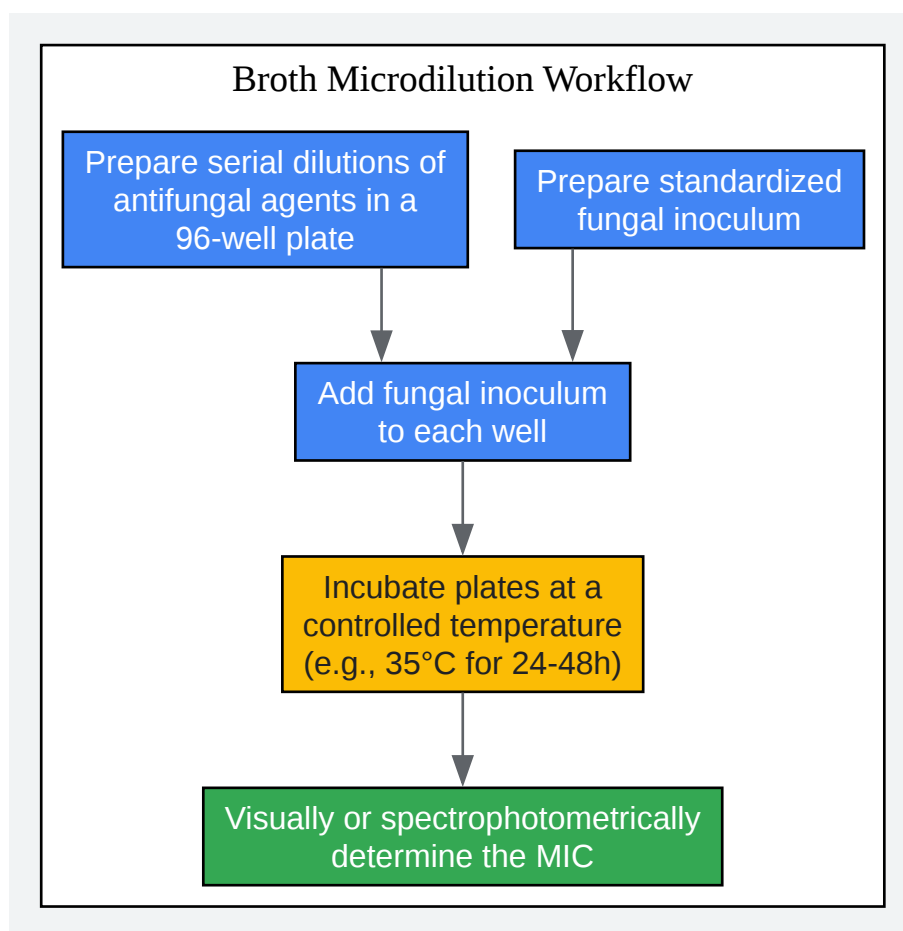 Broth Microdilution Workflow
Prepare serial dilutions of
antifungal agents in a
96-well plate
Prepare standardized
fungal inoculum
Add fungal inoculum
to each well
Incubate plates at a
controlled temperature
(e.g., 35°C for 24-48h)
Visually or spectrophotometrically
determine the MIC